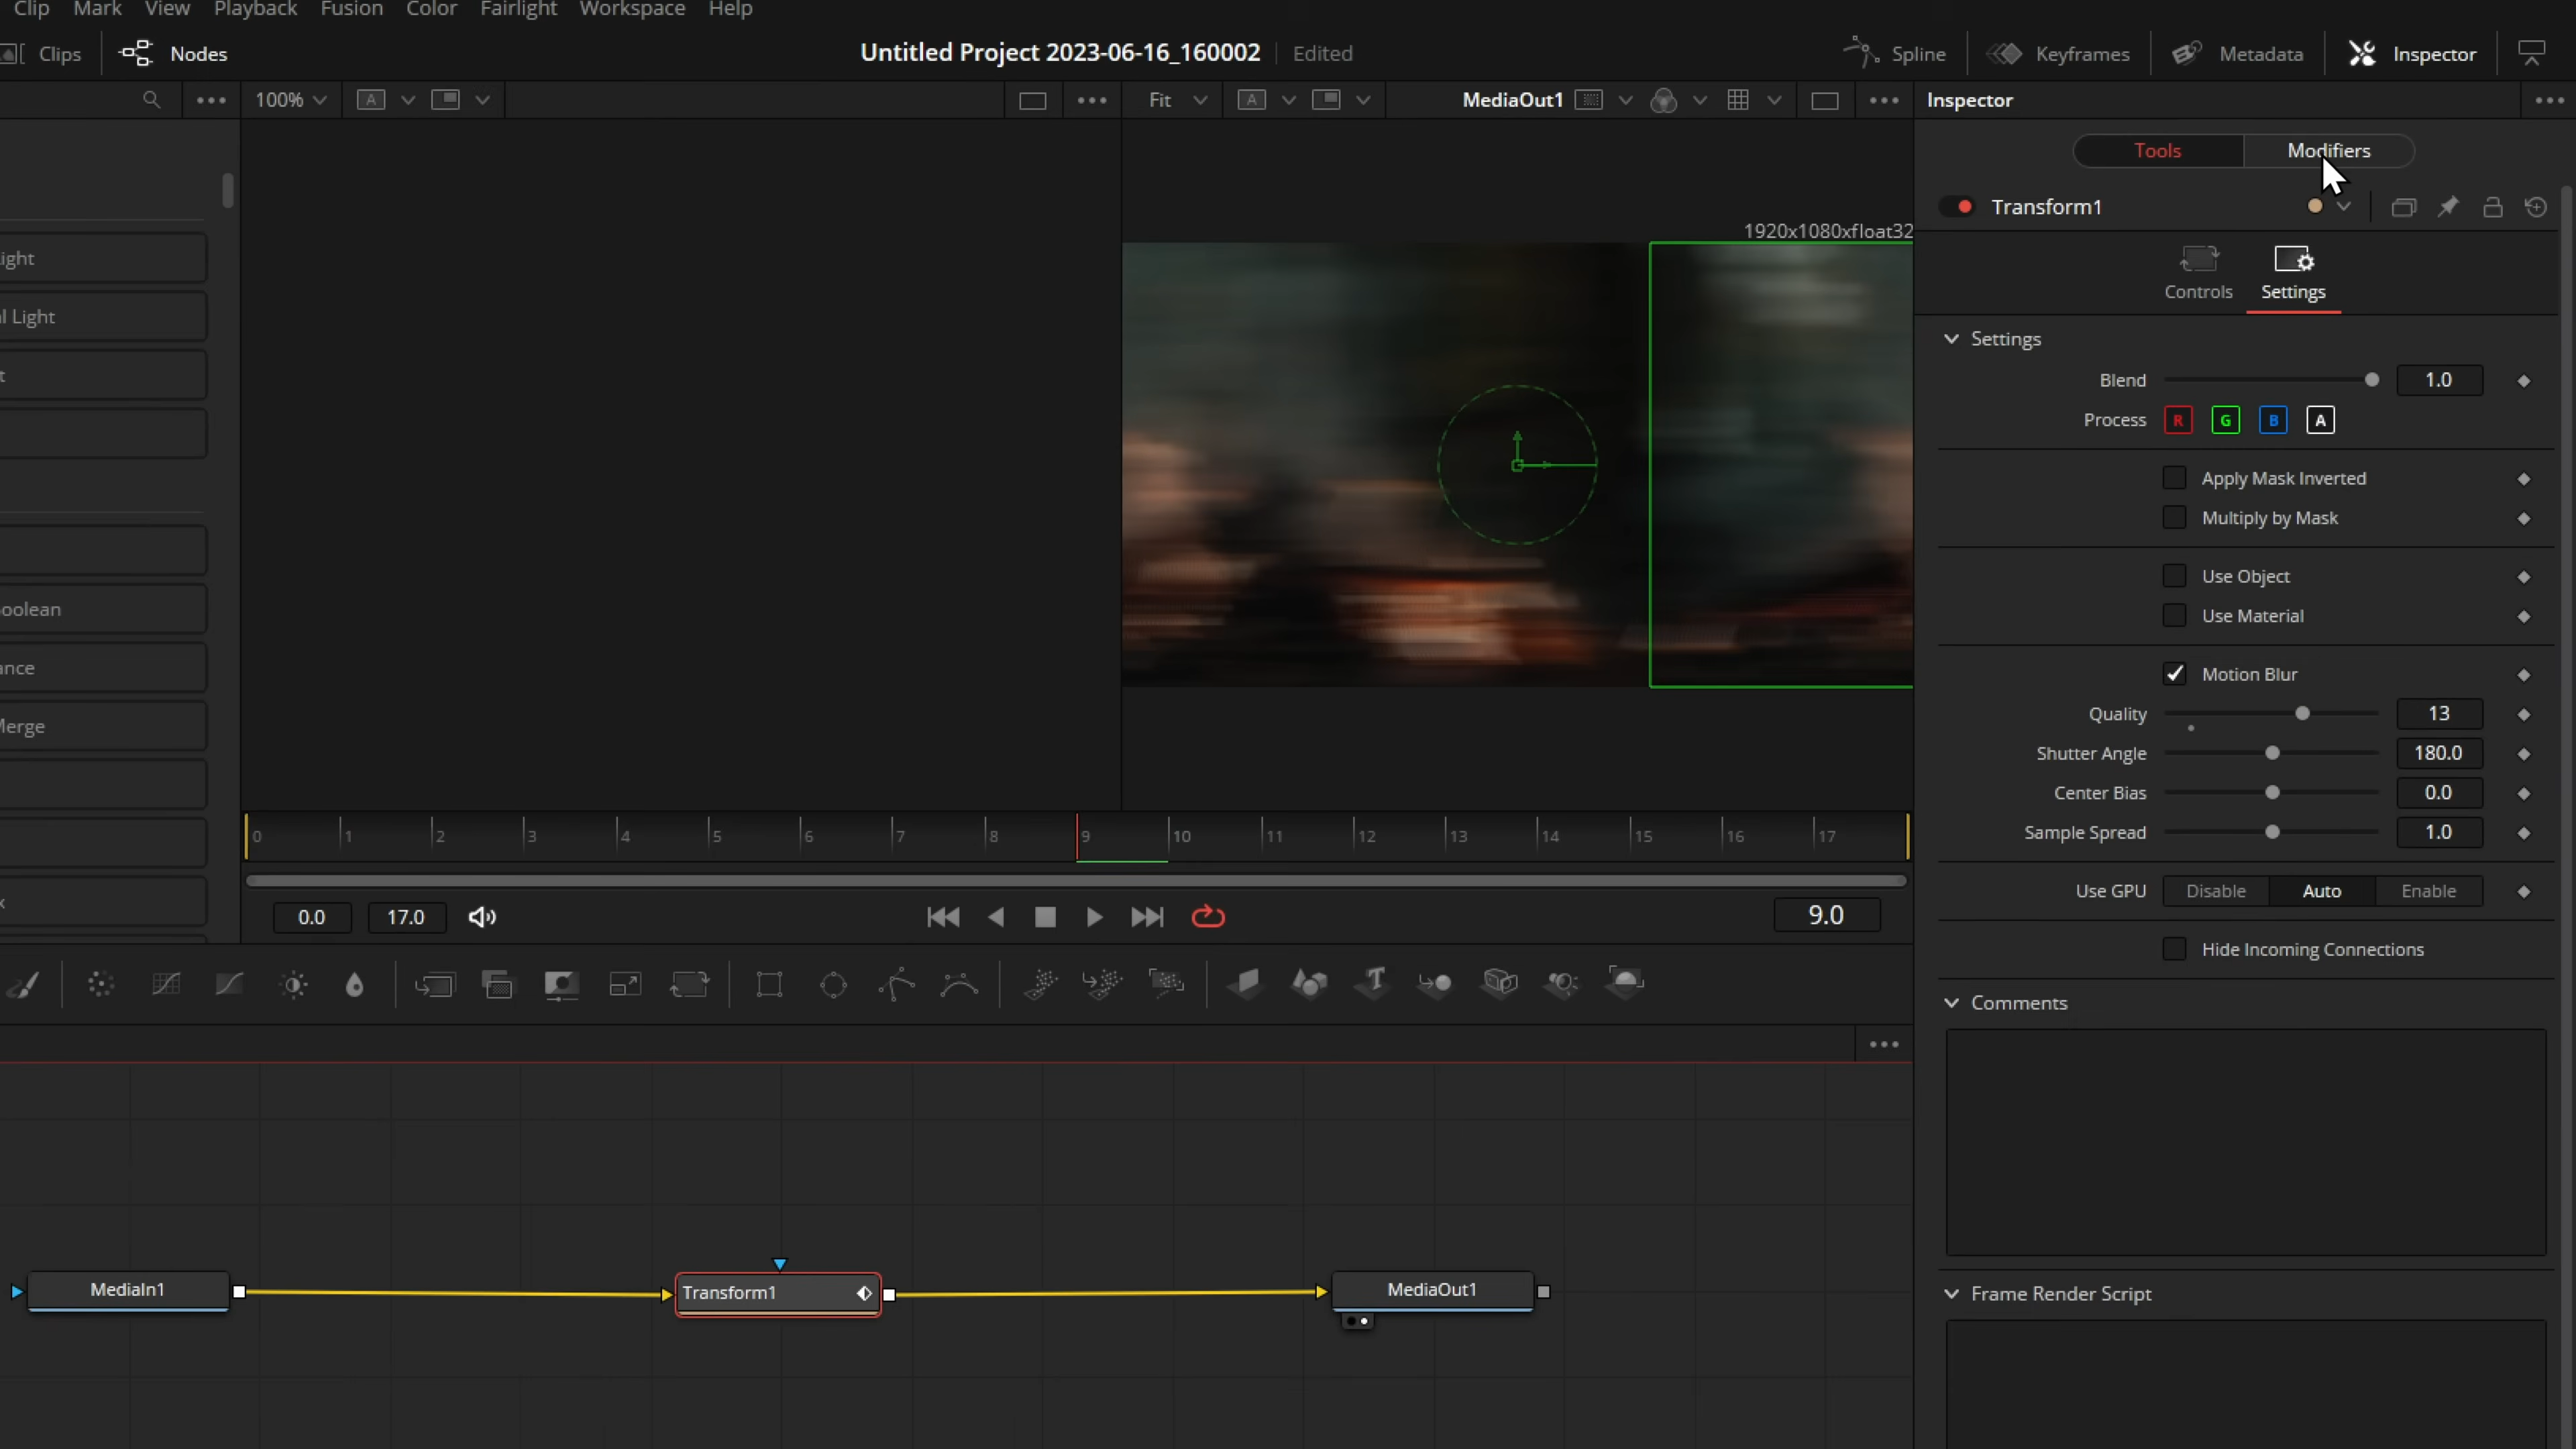 Clip Mark View Playback Fusion Color Fairlight Workspace Help
Clips Nodes Untitled Project 2023-06-16_160002 Edited Spline Keyframes Metadata Inspector
100% A Fit A MediaOut1 Inspector
Tools Modifiers
Transform1
1920x1080xfloat32
Controls Settings
Settings
Blend 1.0
Process R G B A
Apply Mask Inverted
Multiply by Mask
Use Object
Use Material
Motion Blur
Quality 13
Shutter Angle 180.0
Center Bias 0.0
Sample Spread 1.0
Use GPU Disable Auto Enable
Hide Incoming Connections
Comments
Frame Render Script
ight
l Light
t
oolean
ance
Merge
x
0 1 2 3 4 5 6 7 8 9 10 11 12 13 14 15 16 17
0.0 17.0 9.0
T
MediaIn1 Transform1 MediaOut1